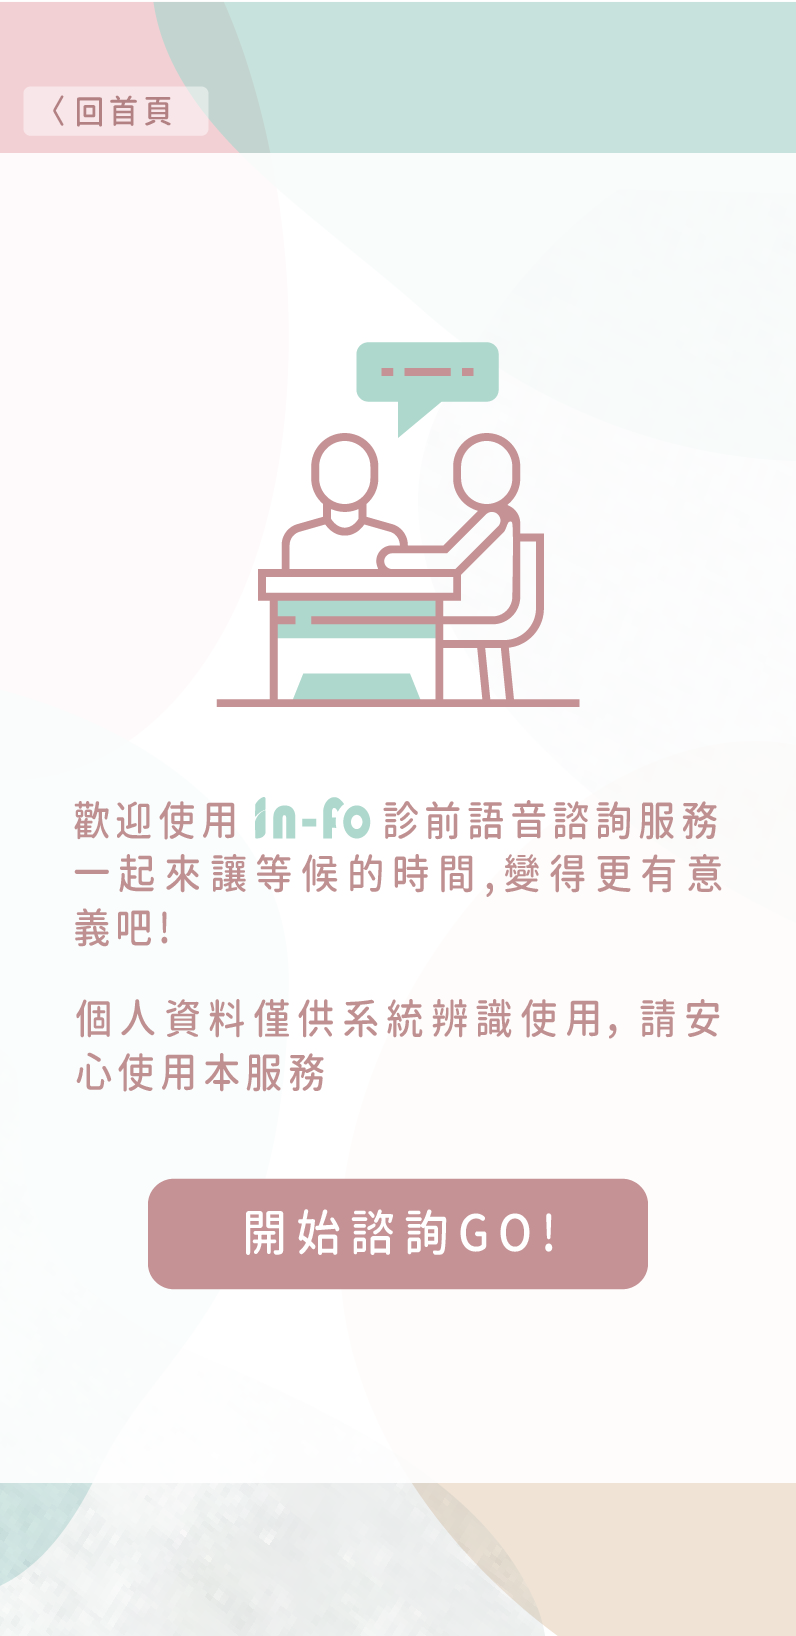 〈 回首頁
歡迎使用 in-fo 診前語音諮詢服務
一起來讓等候的時間,變得更有意
義吧!
個人資料僅供系統辨識使用, 請安
心使用本服務
開始諮詢GO!